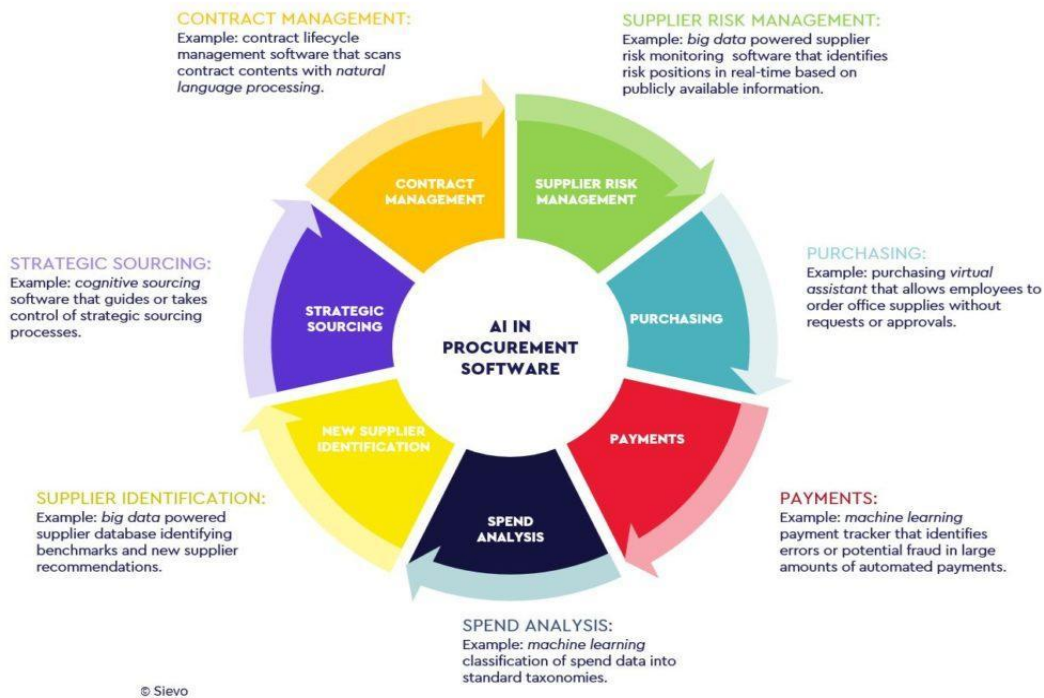 CONTRACT MANAGEMENT:
Example: contract lifecycle
management software that scans
contract contents with natural
language processing.
SUPPLIER RISK MANAGEMENT:
Example: big data powered supplier
risk monitoring software that identifies
risk positions in real-time based on
publicly available information.
CONTRACT
MANAGEMENT
SUPPLIER RISK
MANAGEMENT
STRATEGIC SOURCING:
Example: cognitive sourcing
software that guides or takes
control of strategic sourcing
processes.
STRATEGIC
SOURCING
AI IN
PROCUREMENT
SOFTWARE
PURCHASING
PURCHASING:
Example: purchasing virtual
assistant that allows employees to
order office supplies without
requests or approvals.
NEW SUPPLIER
IDENTIFICATION
PAYMENTS
SUPPLIER IDENTIFICATION:
Example: big data powered
supplier database identifying
benchmarks and new supplier
recommendations.
SPEND
ANALYSIS
PAYMENTS:
Example: machine learning
payment tracker that identifies
errors or potential fraud in large
amounts of automated payments.
SPEND ANALYSIS:
Example: machine learning
classification of spend data into
standard taxonomies.
© Sievo